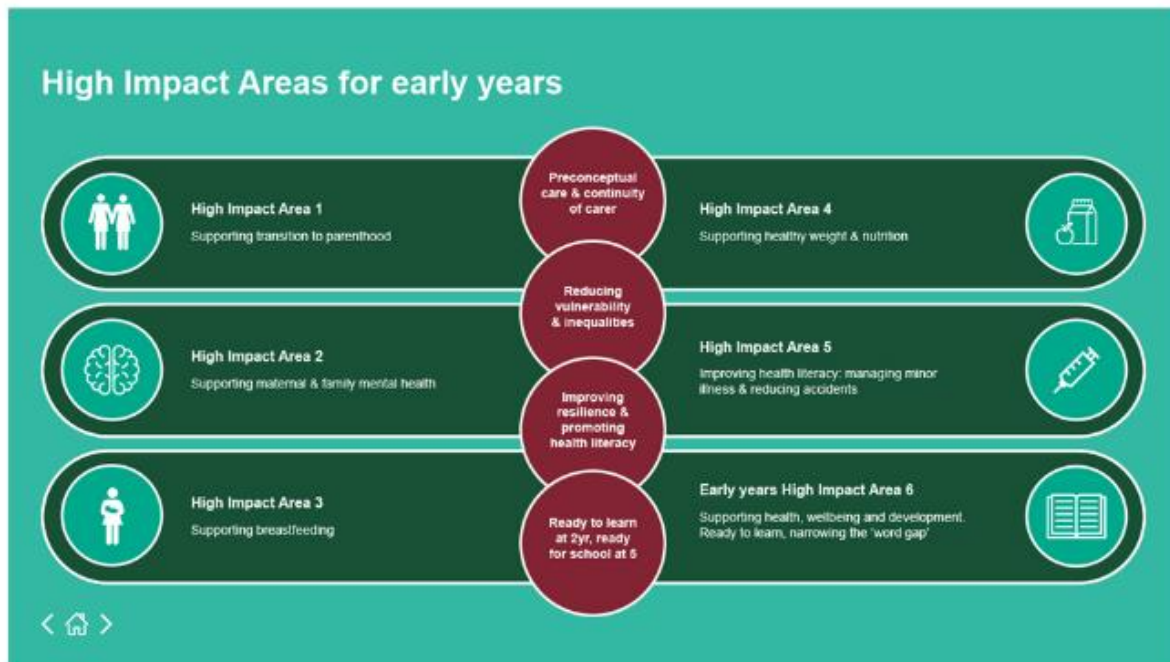 High Impact Areas for early years
High Impact Area 1
Supporting transition to parenthood
High Impact Area 2
Supporting maternal & family mental health
High Impact Area 3
Supporting breastfeeding
Preconceptual
care & continuity
of carer
Reducing
vulnerability
& inequalities
Improving
resilience &
promoting
health literacy
Ready to learn
at 2yr, ready
for school at 5
High Impact Area 4
Supporting healthy weight & nutrition
High Impact Area 5
Improving health literacy: managing minor
illness & reducing accidents
Early years High Impact Area 6
Supporting health, wellbeing and development.
Ready to learn, narrowing the 'word gap'